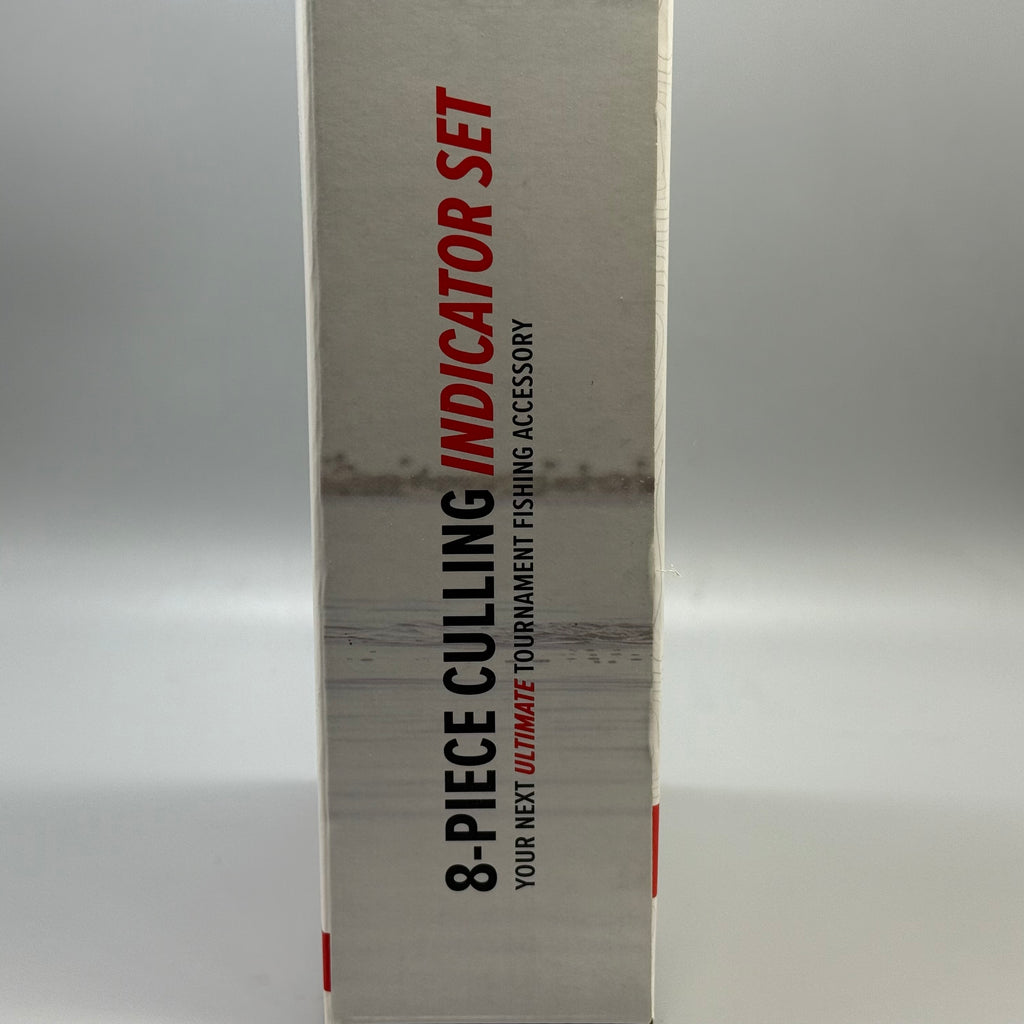 8-PIECE CULLING INDICATOR SET
YOUR NEXT ULTIMATE TOURNAMENT FISHING ACCESSORY